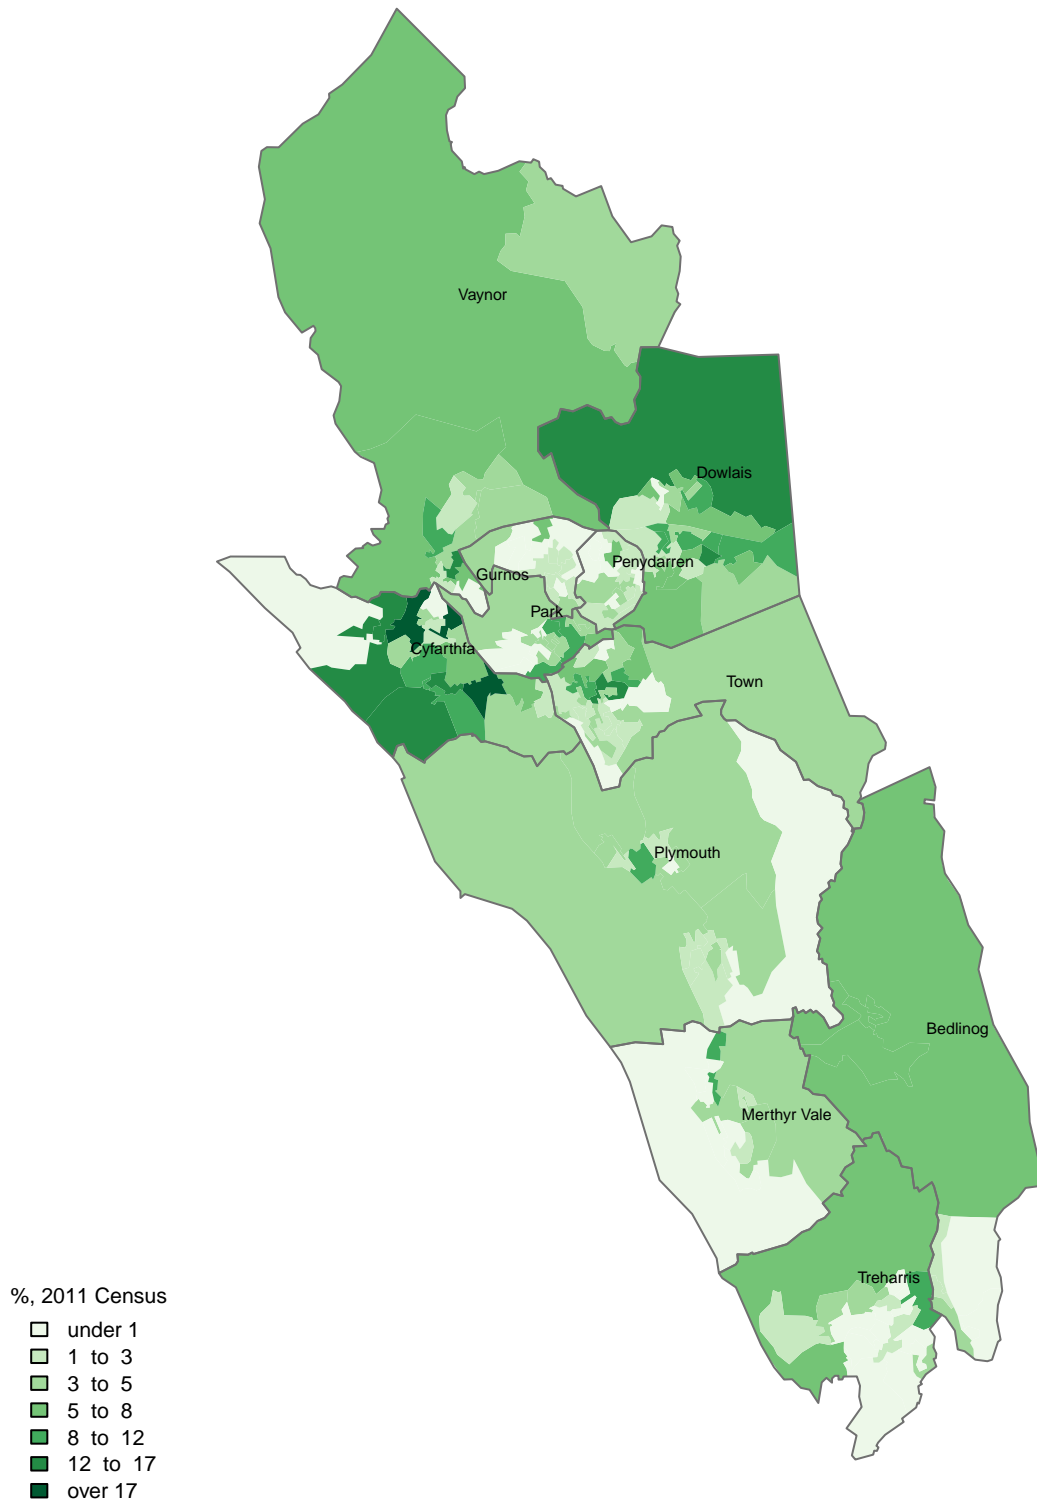 Vaynor
Dowlais
Penydarren
Gurnos
Park
Cyfarthfa
Town
Plymouth
Bedlinog
Merthyr Vale
Treharris
%, 2011 Census
under 1
1 to 3
3 to 5
5 to 8
8 to 12
12 to 17
over 17